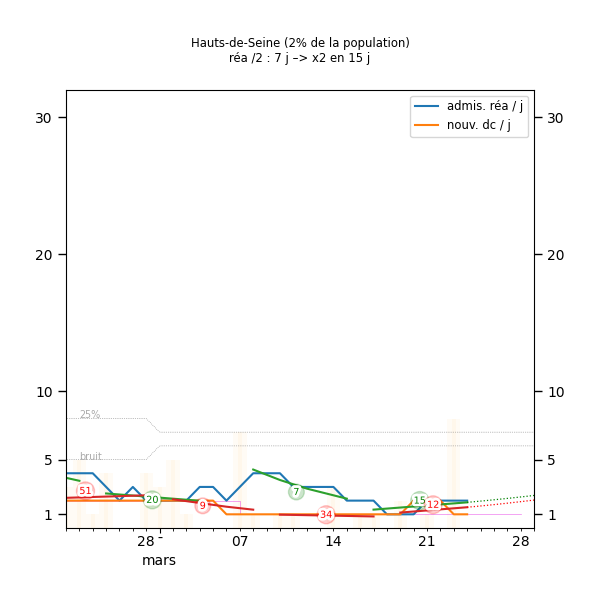 Hauts-de-Seine (2% de la population)
réa /2 : 7 j –> x2 en 15 j
admis. réa / j
nouv. dc / j
30 30
20 20
10 10
5 5
1 1
25%
bruit
51
20
9
7
34
15
12
28 07 14 21 28
mars